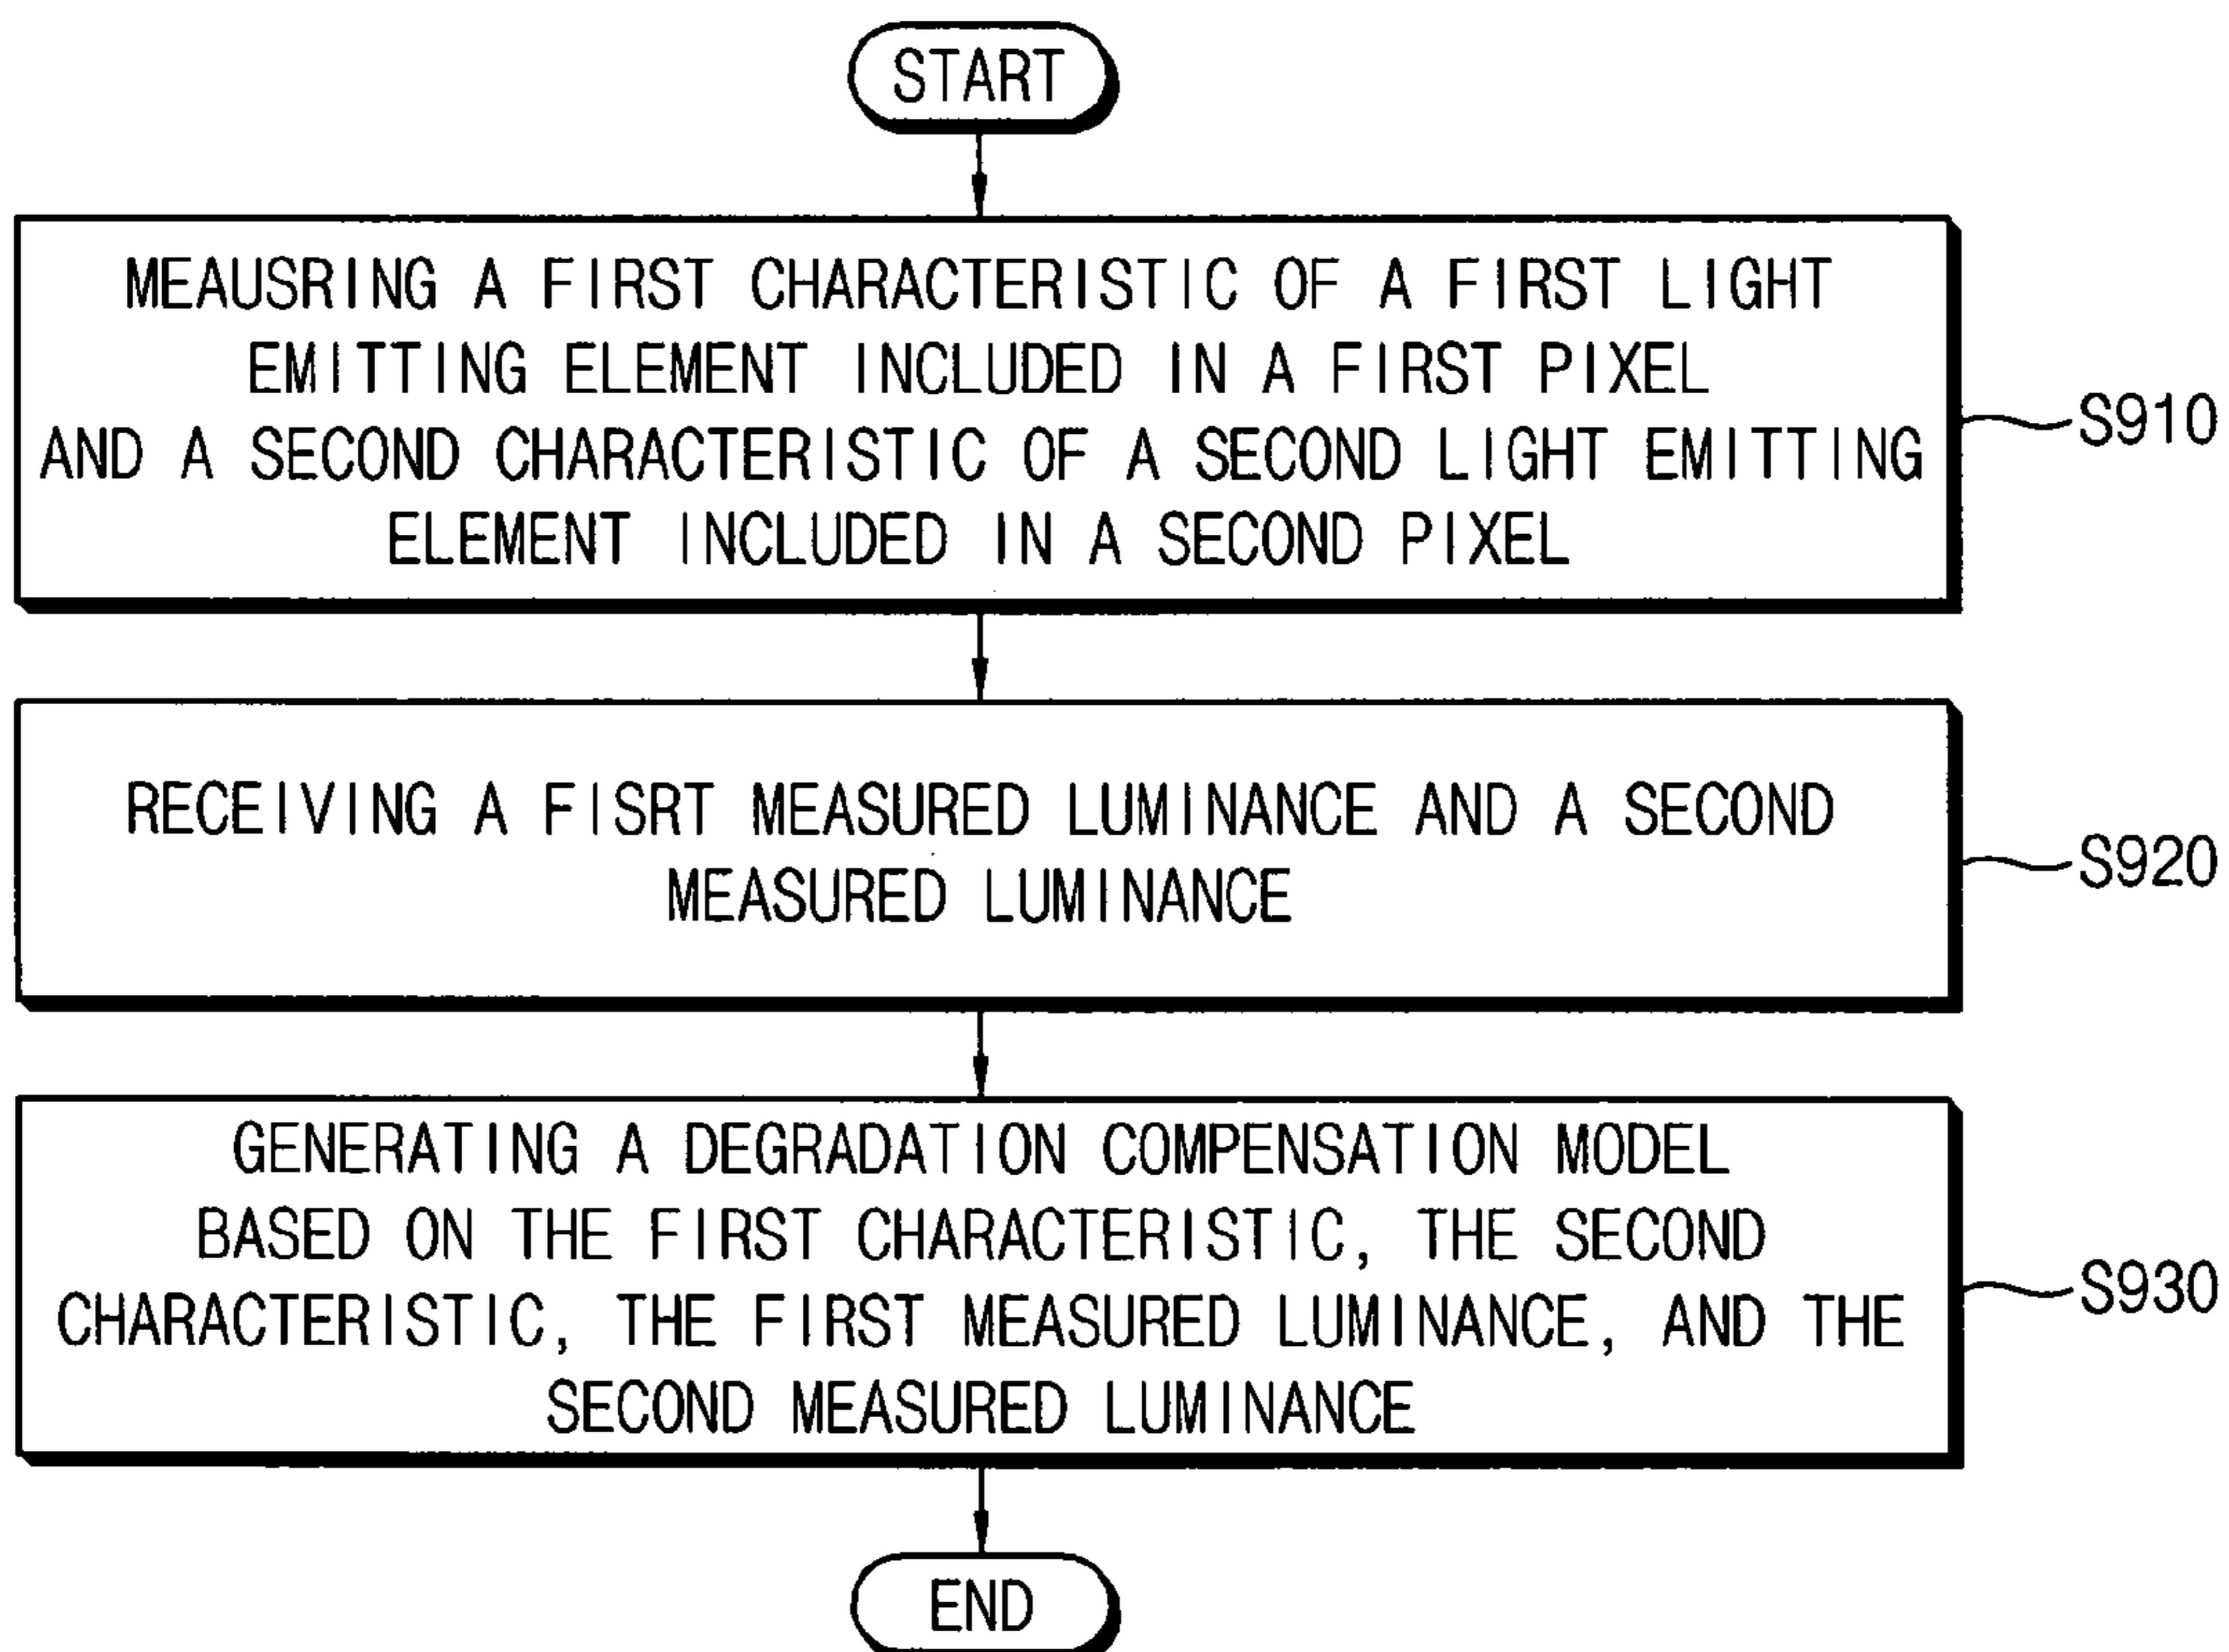 START
MEAUSRING A FIRST CHARACTERISTIC OF A FIRST LIGHT
EMITTING ELEMENT INCLUDED IN A FIRST PIXEL
AND A SECOND CHARACTERISTIC OF A SECOND LIGHT EMITTING
ELEMENT INCLUDED IN A SECOND PIXEL
S910
RECEIVING A FISRT MEASURED LUMINANCE AND A SECOND
MEASURED LUMINANCE
S920
GENERATING A DEGRADATION COMPENSATION MODEL
BASED ON THE FIRST CHARACTERISTIC, THE SECOND
CHARACTERISTIC, THE FIRST MEASURED LUMINANCE, AND THE
SECOND MEASURED LUMINANCE
S930
END